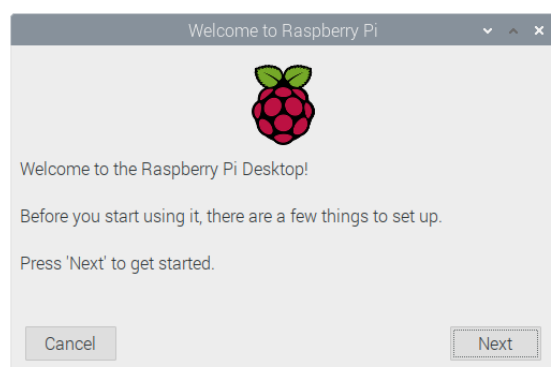 Welcome to Raspberry Pi
Welcome to the Raspberry Pi Desktop!
Before you start using it, there are a few things to set up.
Press 'Next' to get started.
Cancel
Next